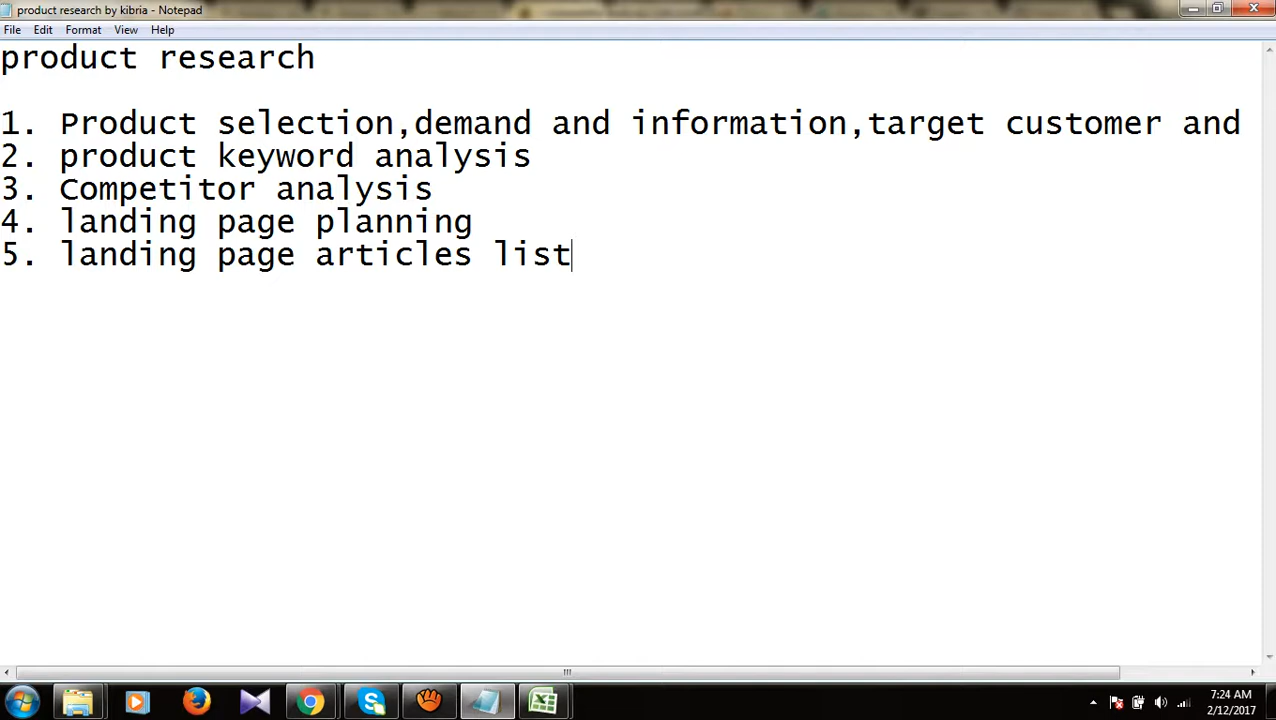 product research by kibria - Notepad
File Edit Format View Help
product research
1. Product selection,demand and information,target customer and
2. product keyword analysis
3. Competitor analysis
4. landing page planning
5. landing page articles list
7:24 AM
2/12/2017